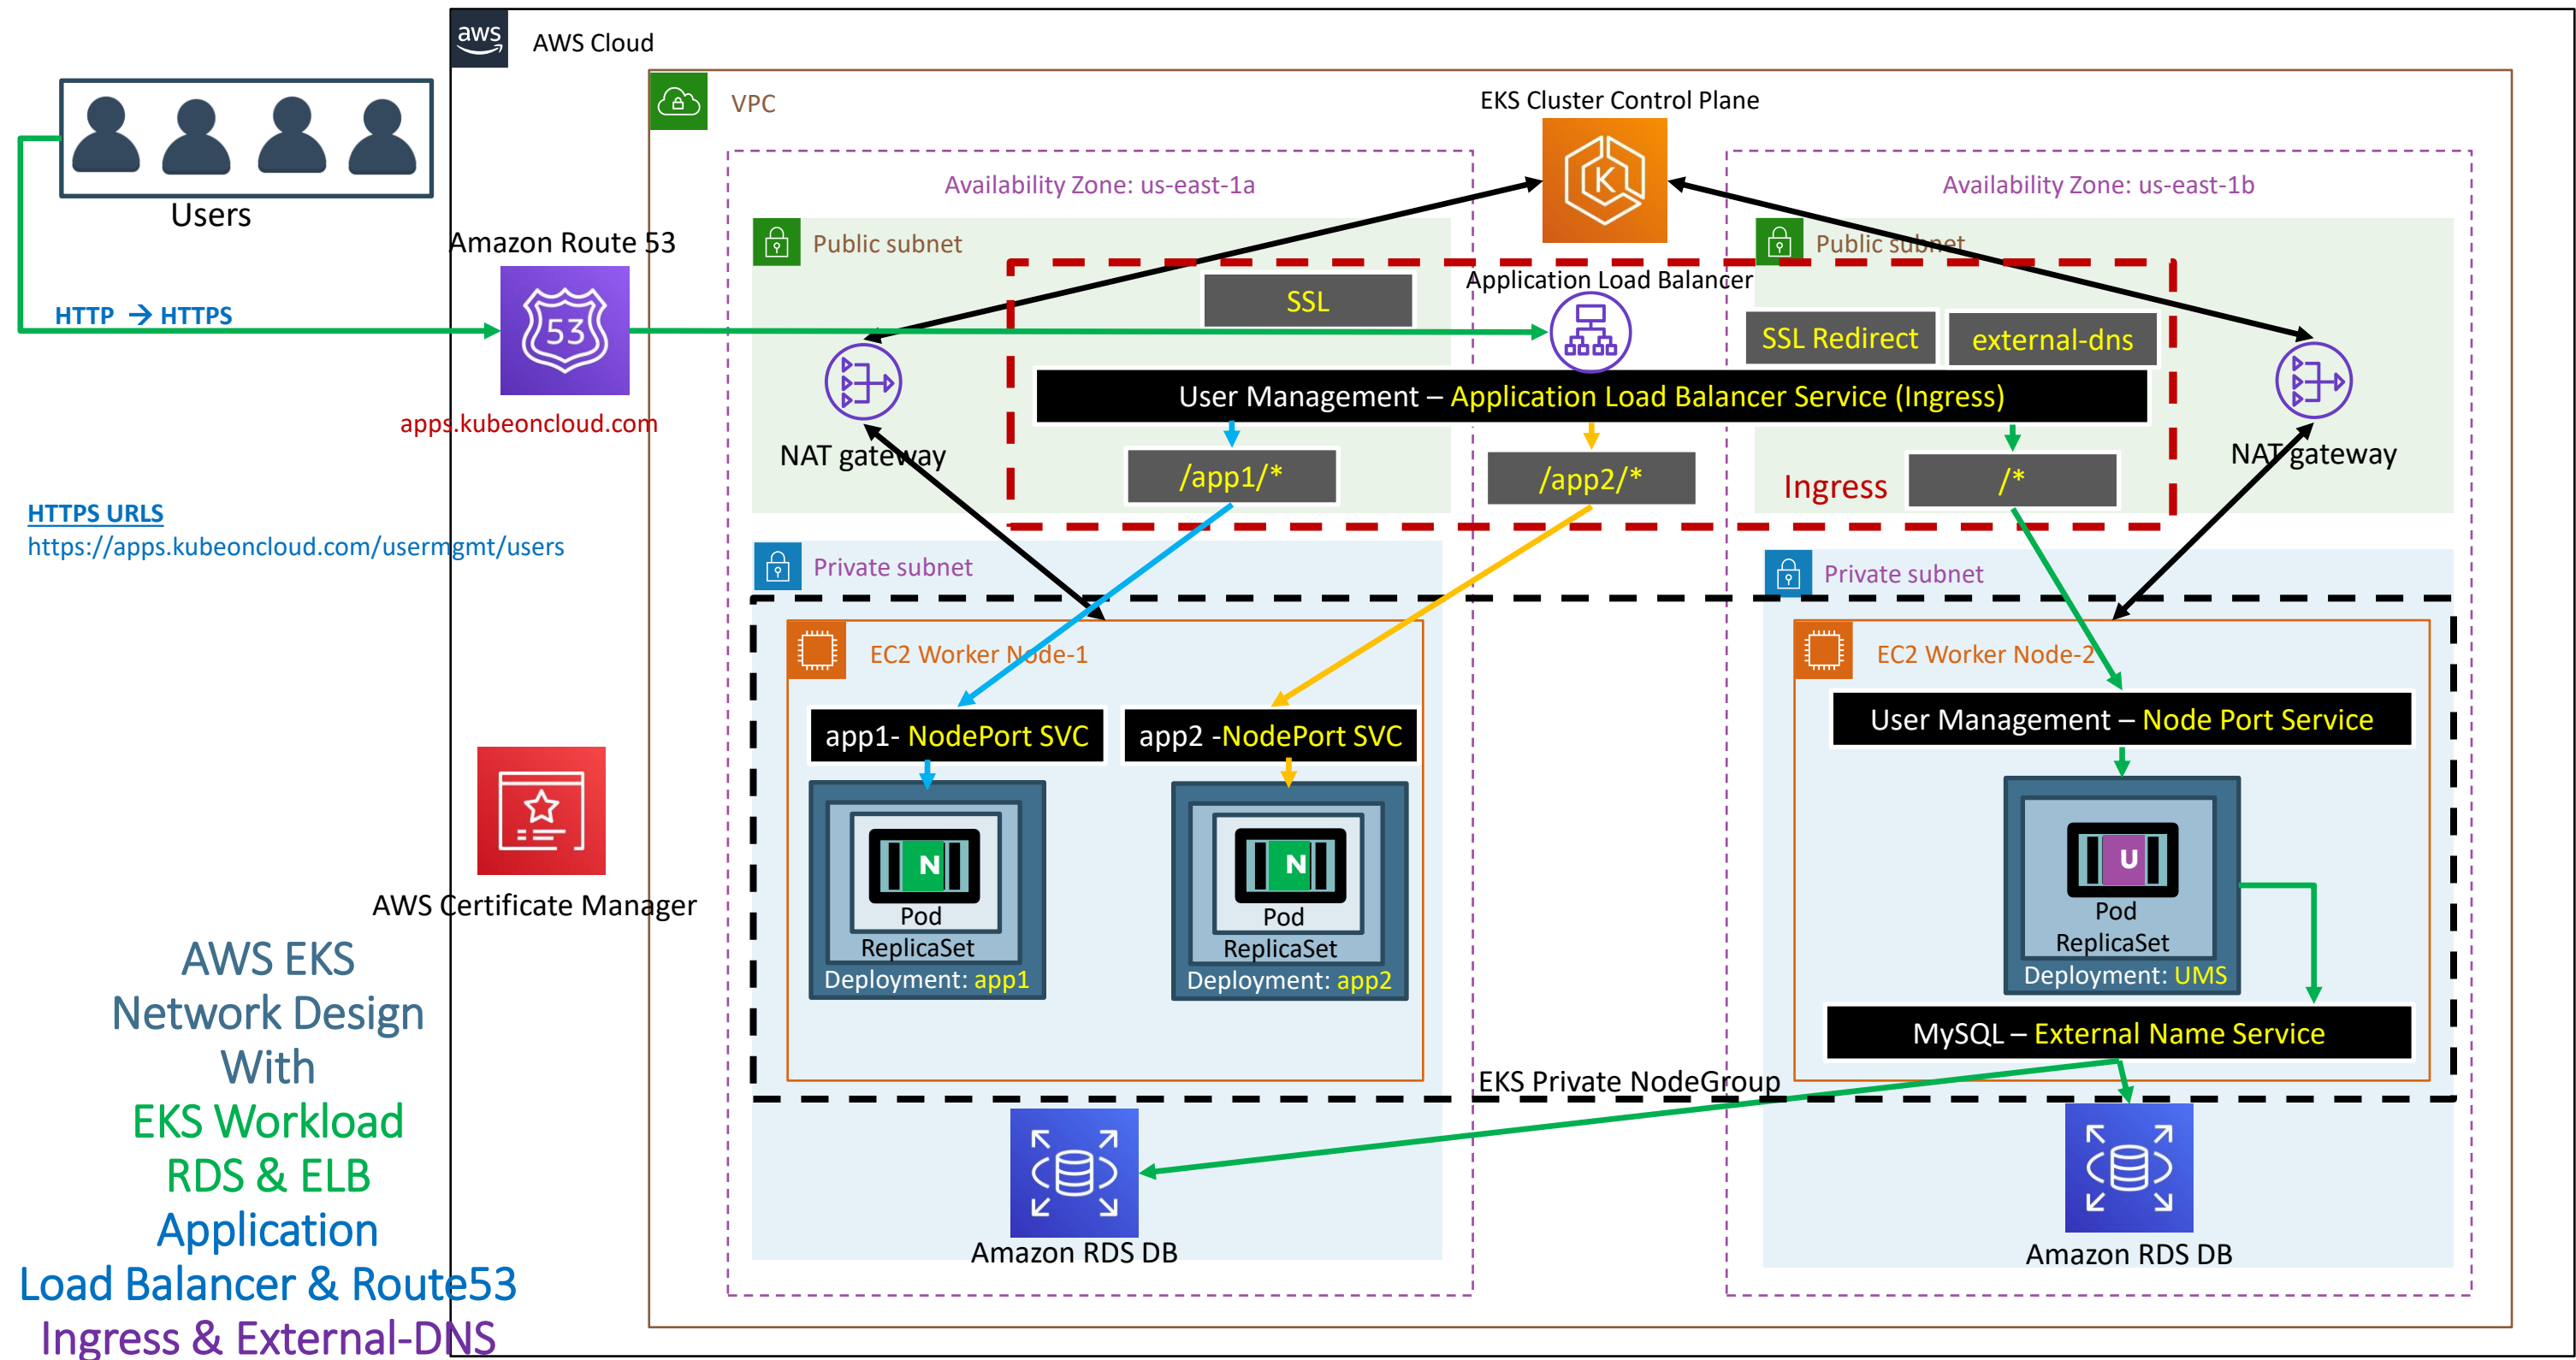 aws
AWS Cloud
VPC
EKS Cluster Control Plane
Availability Zone: us-east-1a
Availability Zone: us-east-1b
Users
Public subnet
Public subnet
Amazon Route 53
53
K
SSL
Application Load Balancer
SSL Redirect
external-dns
HTTP → HTTPS
User Management – Application Load Balancer Service (Ingress)
apps.kubeoncloud.com
NAT gateway
NAT gateway
/app1/*
/app2/*
Ingress
/*
HTTPS URLS
https://apps.kubeoncloud.com/usermgmt/users
Private subnet
Private subnet
EC2 Worker Node-1
EC2 Worker Node-2
app1- NodePort SVC
app2 -NodePort SVC
User Management – Node Port Service
N
Pod
ReplicaSet
Deployment: app1
N
Pod
ReplicaSet
Deployment: app2
U
Pod
ReplicaSet
Deployment: UMS
AWS Certificate Manager
MySQL – External Name Service
EKS Private NodeGroup
Amazon RDS DB
Amazon RDS DB
AWS EKS
Network Design
With
EKS Workload
RDS & ELB
Application
Load Balancer & Route53
Ingress & External-DNS